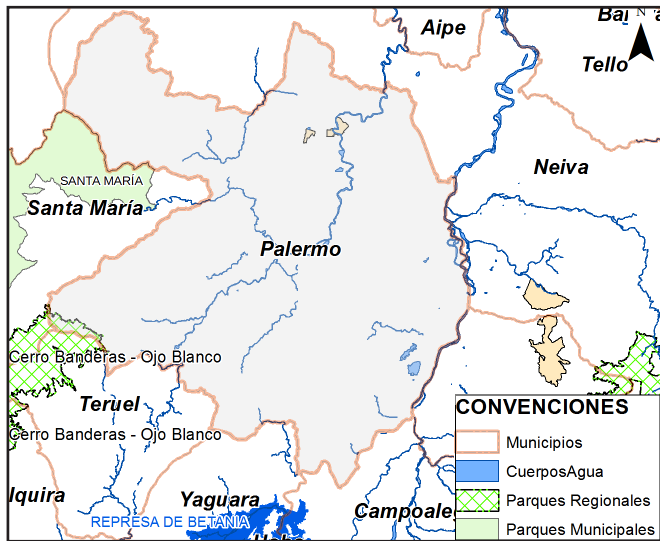 Aipe
N
Tello
Neiva
SANTA MARÍA
Santa María
Palermo
Cerro Banderas - Ojo Blanco
Teruel
CONVENCIONES
Cerro Banderas - Ojo Blanco
Municipios
CuerposAgua
Iquira
Yaguara
Parques Regionales
Campoale
REPRESA DE BETANIA
Parques Municipales